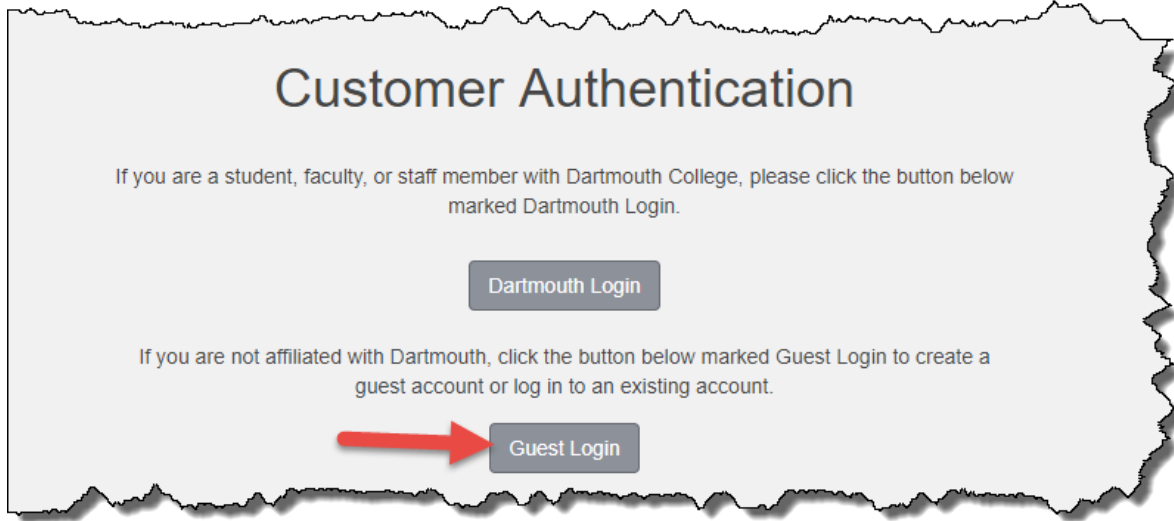 Customer Authentication
If you are a student, faculty, or staff member with Dartmouth College, please click the button below
marked Dartmouth Login.
Dartmouth Login
If you are not affiliated with Dartmouth, click the button below marked Guest Login to create a
guest account or log in to an existing account.
Guest Login